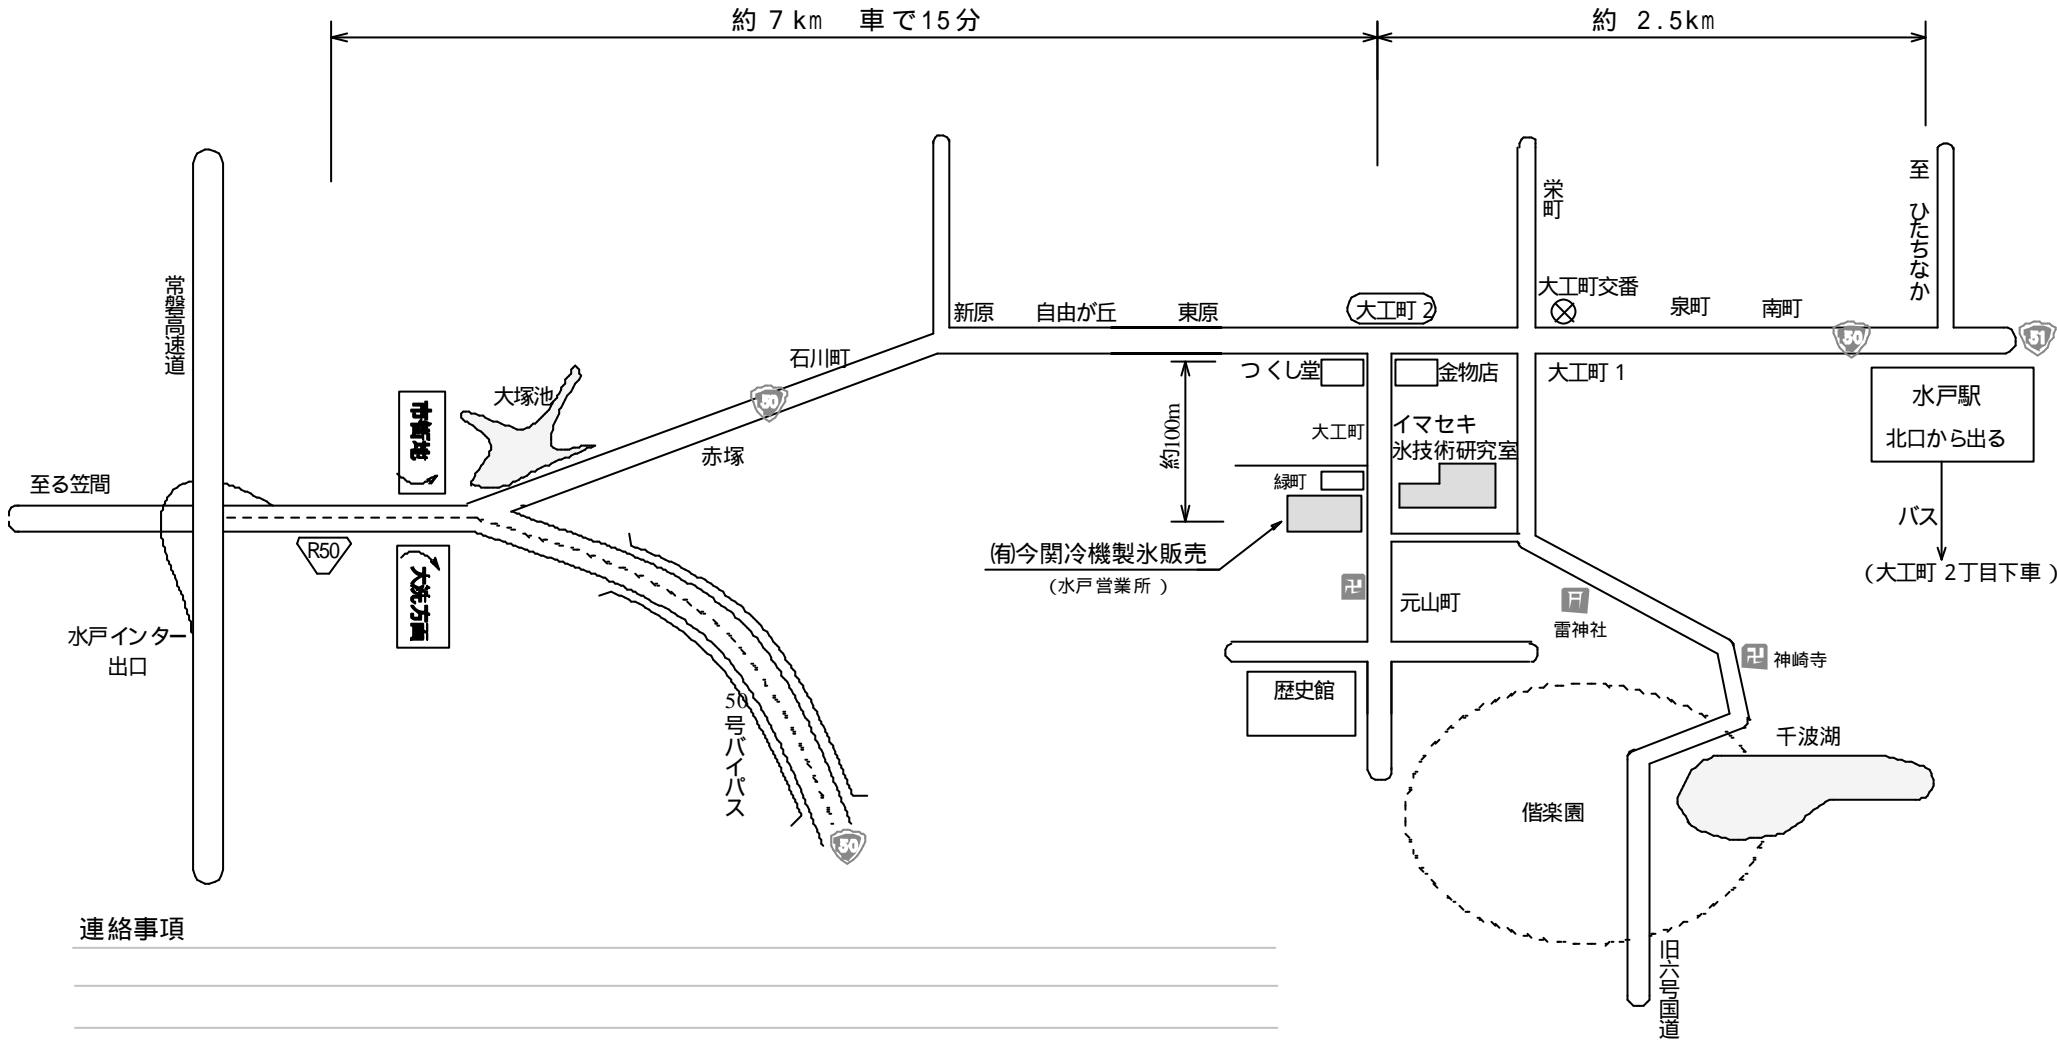 約 7 km 車で15分
約 2.5km
至 ひたちなか
栄町
常磐高速道
大工町交番
新原
自由が丘
東原
大工町 2
泉町
南町
50
51
石川町
つくし堂
金物店
大工町 1
大塚池
50
市街地
水戸駅
北口から出る
約100m
大工町
イマセキ
氷技術研究室
赤塚
至る笠間
緑町
バス
R50
(有)今関冷機製氷販売
(水戸営業所)
(大工町 2丁目下車)
大洗方面
卍
元山町
雷神社
水戸インター
出口
卍
神崎寺
歴史館
50号バイパス
千波湖
偕楽園
50
連絡事項
旧六号国道